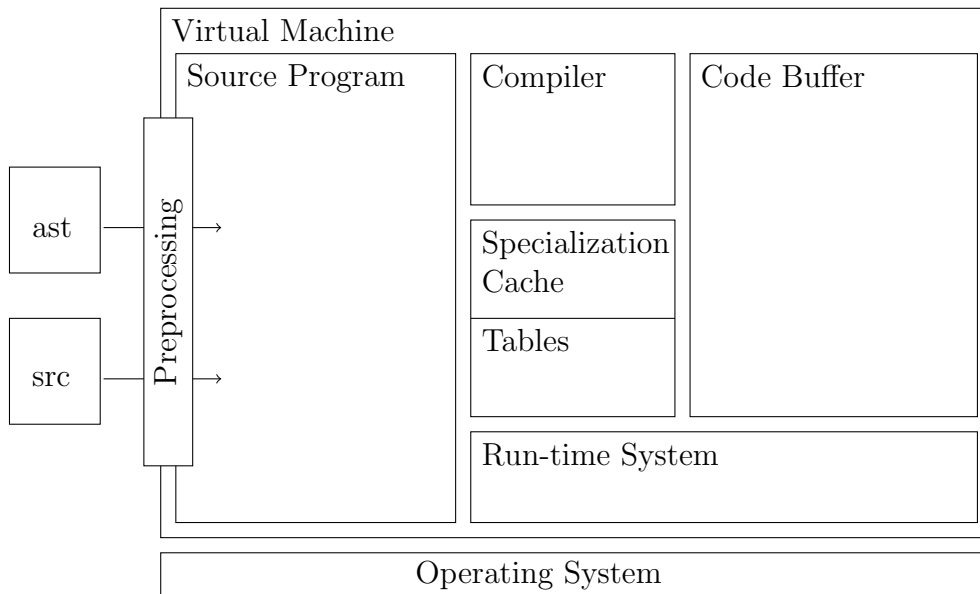 Virtual Machine
Source Program
Compiler
Code Buffer
ast
src
Preprocessing
Specialization
Cache
Tables
Run-time System
Operating System